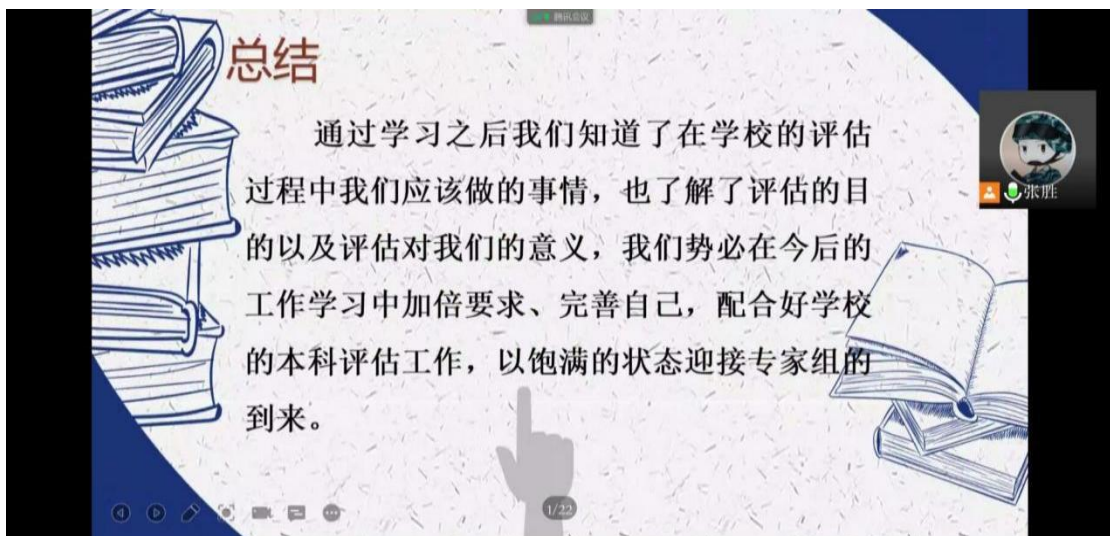 腾讯会议
总结
通过学习之后我们知道了在学校的评估
过程中我们应该做的事情，也了解了评估的目
的以及评估对我们的意义，我们势必在今后的
工作学习中加倍要求、完善自己，配合好学校
的本科评估工作，以饱满的状态迎接专家组的
到来。
张胜
1/22